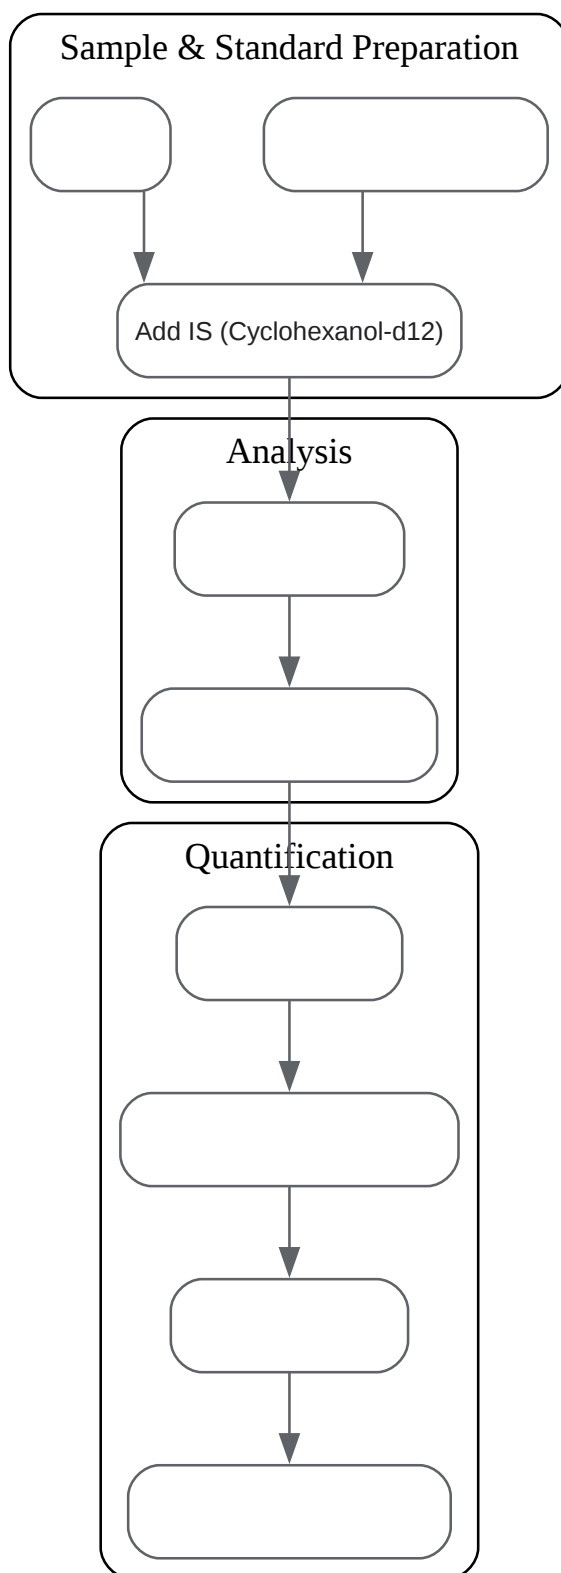 Sample & Standard Preparation
Add IS (Cyclohexanol-d12)
Analysis
Quantification